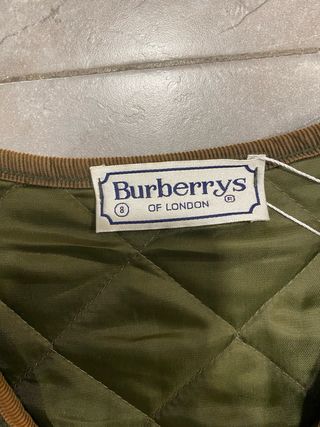 Burberrys
8 OF LONDON R